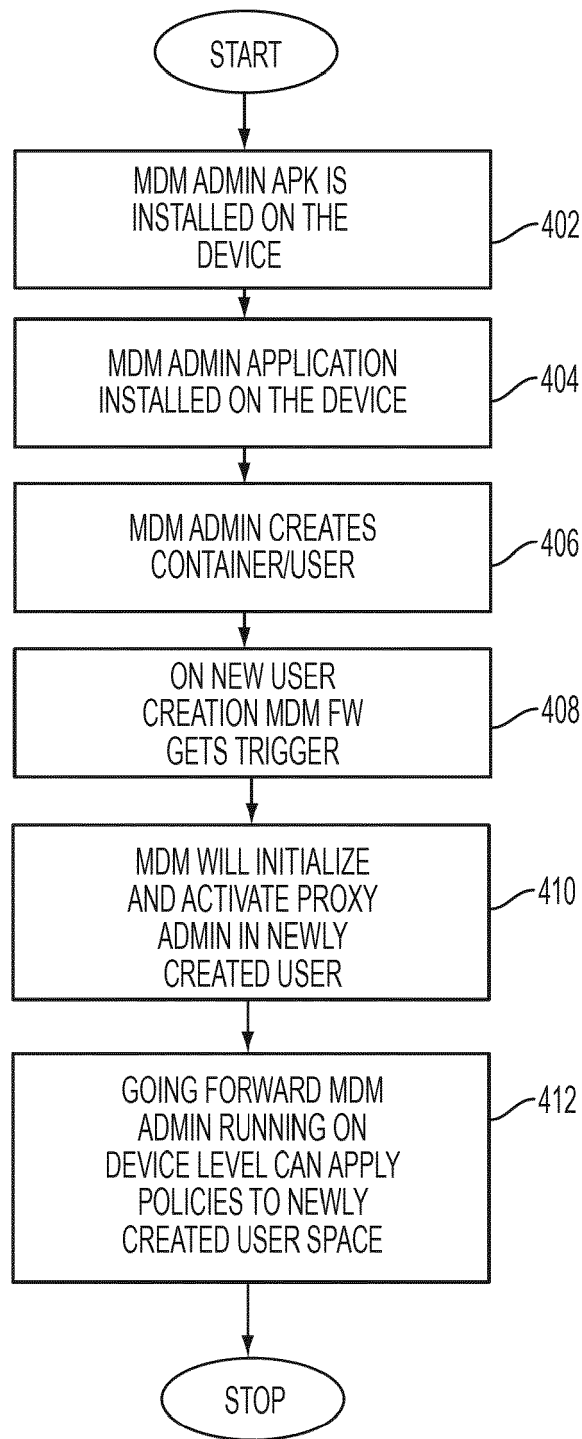 START
MDM ADMIN APK IS
INSTALLED ON THE
DEVICE
402
MDM ADMIN APPLICATION
INSTALLED ON THE DEVICE
404
MDM ADMIN CREATES
CONTAINER/USER
406
ON NEW USER
CREATION MDM FW
GETS TRIGGER
408
MDM WILL INITIALIZE
AND ACTIVATE PROXY
ADMIN IN NEWLY
CREATED USER
410
GOING FORWARD MDM
ADMIN RUNNING ON
DEVICE LEVEL CAN APPLY
POLICIES TO NEWLY
CREATED USER SPACE
412
STOP